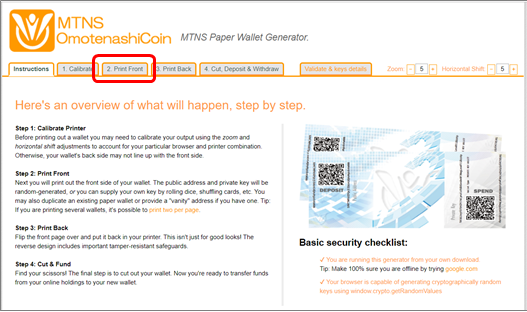 MTNS
OmotenashiCoin
MTNS Paper Wallet Generator.
Instructions
1. Calibrate
2. Print Front
3. Print Back
4. Cut, Deposit & Withdraw
Validate & keys details
Zoom: - 5 + Horizontal Shift: - 5 +
Here's an overview of what will happen, step by step.
Step 1: Calibrate Printer
Before printing out a wallet you may need to calibrate your output using the zoom and
horizontal shift adjustments to account for your particular browser and printer combination.
Otherwise, your wallet's back side may not line up with the front side.
Step 2: Print Front
Next you will print out the front side of your wallet. The public address and private key will be
random-generated, or you can supply your own key by rolling dice, shuffling cards, etc. You
may also duplicate an existing paper wallet or provide a "vanity" address if you have one. Tip:
If you are printing several wallets, it's possible to print two per page.
Step 3: Print Back
Flip the front page over and put it back in your printer. This isn't just for good looks! The
reverse design includes important tamper-resistant safeguards.
Step 4: Cut & Fund
Find your scissors! The final step is to cut out your wallet. Now you're ready to transfer funds
from your online holdings to your new wallet
DEPOSIT
SPEND
Basic security checklist:
✓ You are running this generator from your own download
Tip: Make 100% sure you are offline by trying google.com
✓ Your browser is capable of generating cryptographically random
keys using window.crypto.getRandomValues